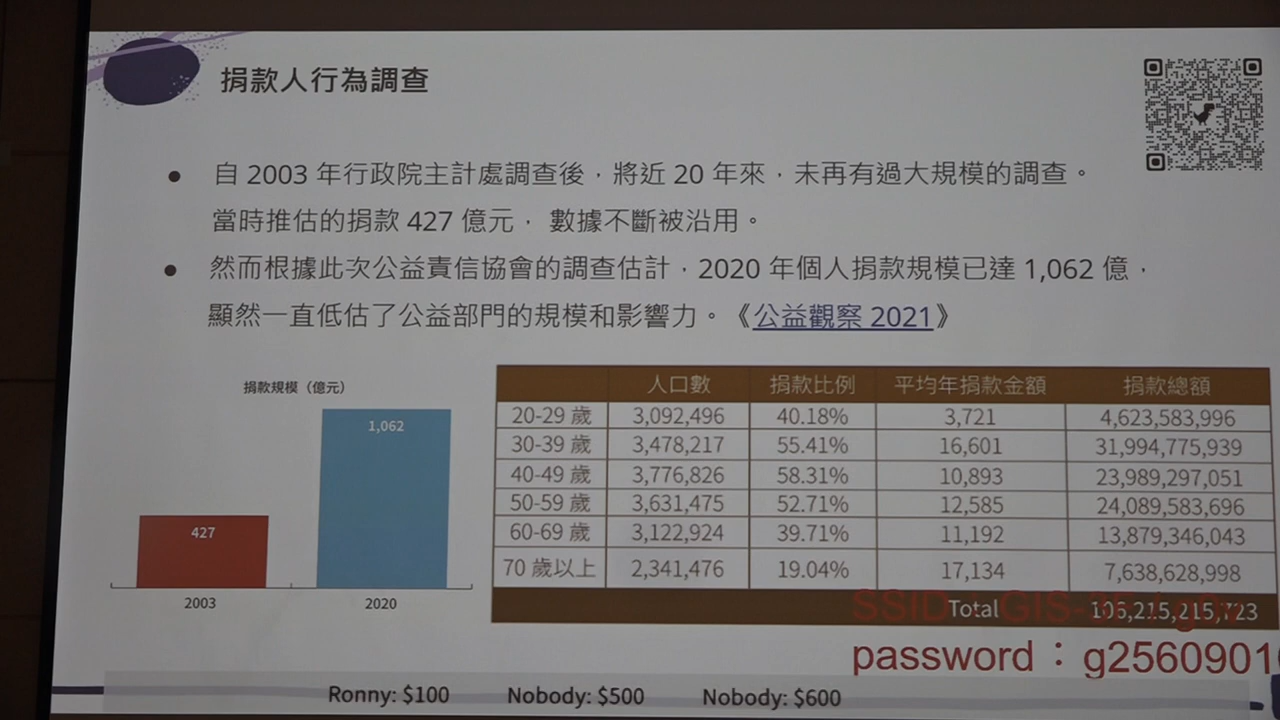 捐款人行為調查
● 自 2003 年行政院主計處調查後，將近 20 年來，未再有過大規模的調查。
當時推估的捐款 427 億元， 數據不斷被沿用。
● 然而根據此次公益責信協會的調查估計，2020 年個人捐款規模已達 1,062 億，
顯然一直低估了公益部門的規模和影響力。《公益觀察 2021》
捐款規模（億元）
1,062
427
2003 2020
人口數 捐款比例 平均年捐款金額 捐款總額
20-29 歲 3,092,496 40.18% 3,721 4,623,583,996
30-39 歲 3,478,217 55.41% 16,601 31,994,775,939
40-49 歲 3,776,826 58.31% 10,893 23,989,297,051
50-59 歲 3,631,475 52.71% 12,585 24,089,583,696
60-69 歲 3,122,924 39.71% 11,192 13,879,346,043
70 歲以上 2,341,476 19.04% 17,134 7,638,628,998
Total 106,215,215,723
SSID
password：g2560901
Ronny: $100 Nobody: $500 Nobody: $600